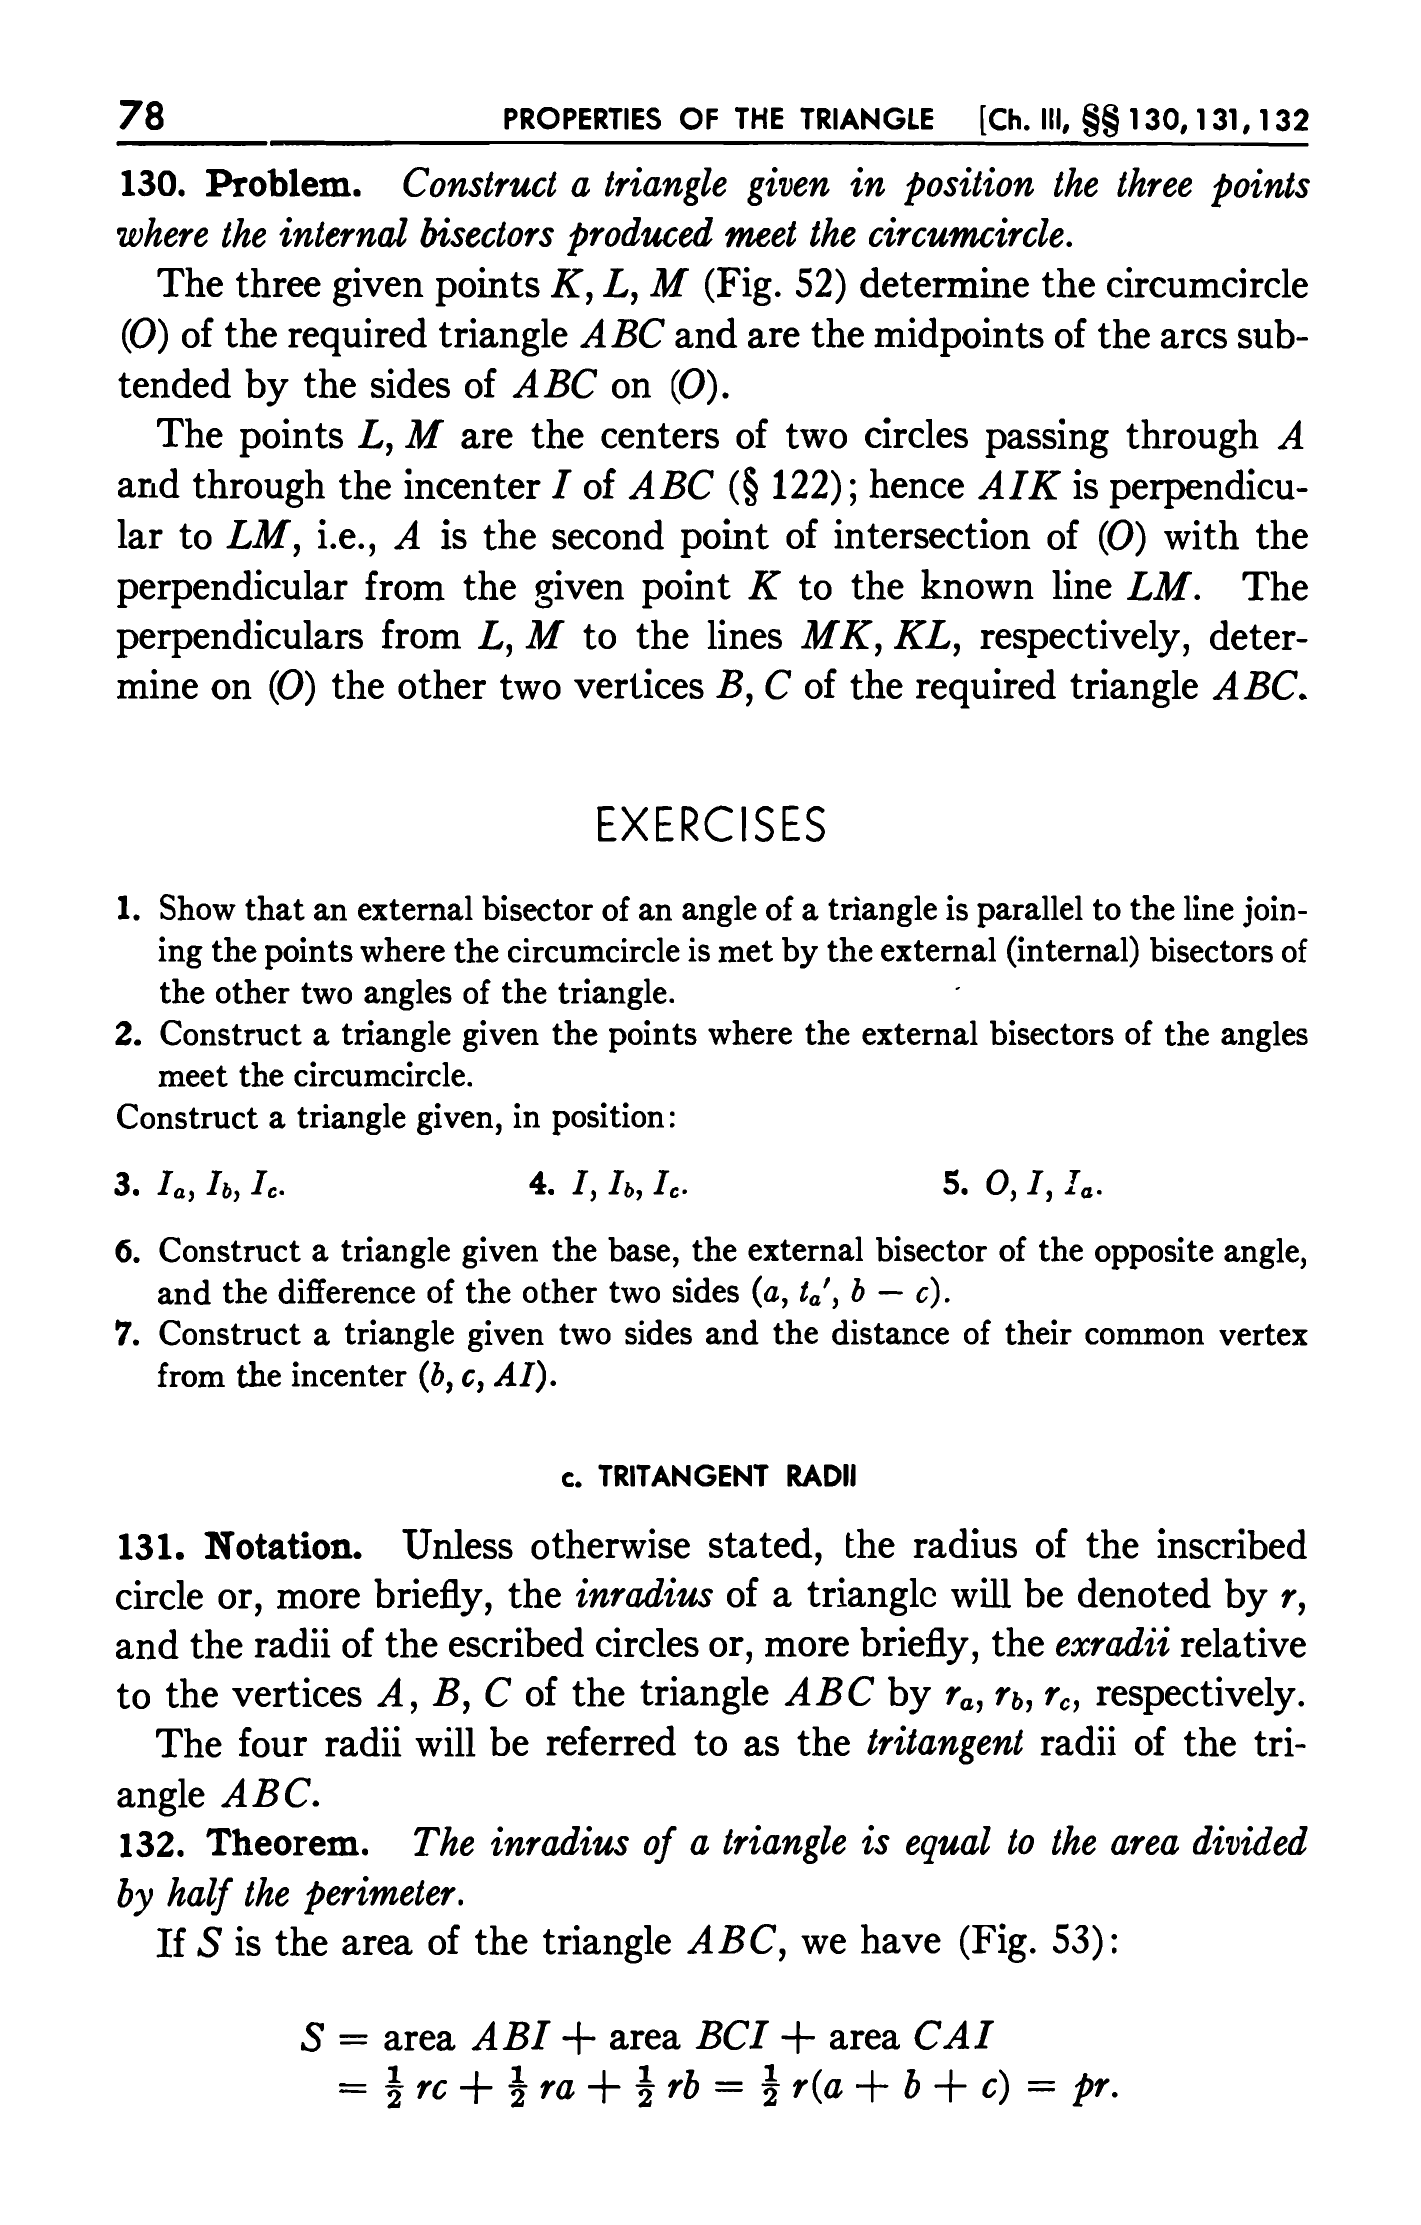 78 PROPERTIES OF THE TRIANGLE [Ch. III, §§ 130, 131, 132
130. Problem. Construct a triangle given in position the three points
where the internal bisectors produced meet the circumcircle.
The three given points K, L, M (Fig. 52) determine the circumcircle
(O) of the required triangle ABC and are the midpoints of the arcs sub-
tended by the sides of ABC on (O).
The points L, M are the centers of two circles passing through A
and through the incenter I of ABC (§ 122); hence AIK is perpendicu-
lar to LM, i.e., A is the second point of intersection of (O) with the
perpendicular from the given point K to the known line LM. The
perpendiculars from L, M to the lines MK, KL, respectively, deter-
mine on (O) the other two vertices B, C of the required triangle ABC.
EXERCISES
1. Show that an external bisector of an angle of a triangle is parallel to the line join-
ing the points where the circumcircle is met by the external (internal) bisectors of
the other two angles of the triangle.
2. Construct a triangle given the points where the external bisectors of the angles
meet the circumcircle.
Construct a triangle given, in position:
3. Iₐ, I_b, I_c. 4. I, I_b, I_c. 5. O, I, Iₐ.
6. Construct a triangle given the base, the external bisector of the opposite angle,
and the difference of the other two sides (a, tₐ', b − c).
7. Construct a triangle given two sides and the distance of their common vertex
from the incenter (b, c, AI).
c. TRITANGENT RADII
131. Notation. Unless otherwise stated, the radius of the inscribed
circle or, more briefly, the inradius of a triangle will be denoted by r,
and the radii of the escribed circles or, more briefly, the exradii relative
to the vertices A, B, C of the triangle ABC by rₐ, r_b, r_c, respectively.
The four radii will be referred to as the tritangent radii of the tri-
angle ABC.
132. Theorem. The inradius of a triangle is equal to the area divided
by half the perimeter.
If S is the area of the triangle ABC, we have (Fig. 53):
S = area ABI + area BCI + area CAI
= ½ rc + ½ ra + ½ rb = ½ r(a + b + c) = pr.